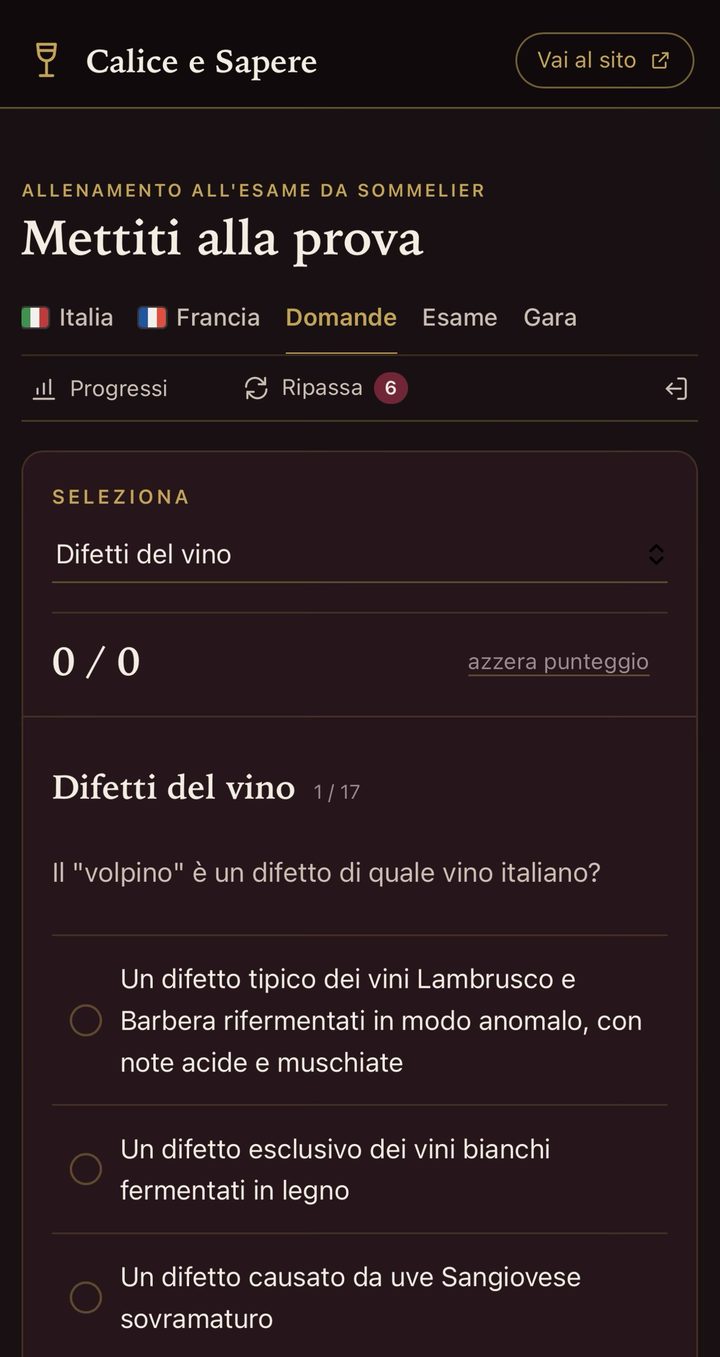 Calice e Sapere
Vai al sito
ALLENAMENTO ALL'ESAME DA SOMMELIER
Mettiti alla prova
Italia Francia Domande Esame Gara
Progressi Ripassa 6
SELEZIONA
Difetti del vino
0 / 0 azzera punteggio
Difetti del vino 1 / 17
Il "volpino" è un difetto di quale vino italiano?
Un difetto tipico dei vini Lambrusco e
Barbera rifermentati in modo anomalo, con
note acide e muschiate
Un difetto esclusivo dei vini bianchi
fermentati in legno
Un difetto causato da uve Sangiovese
sovramaturo